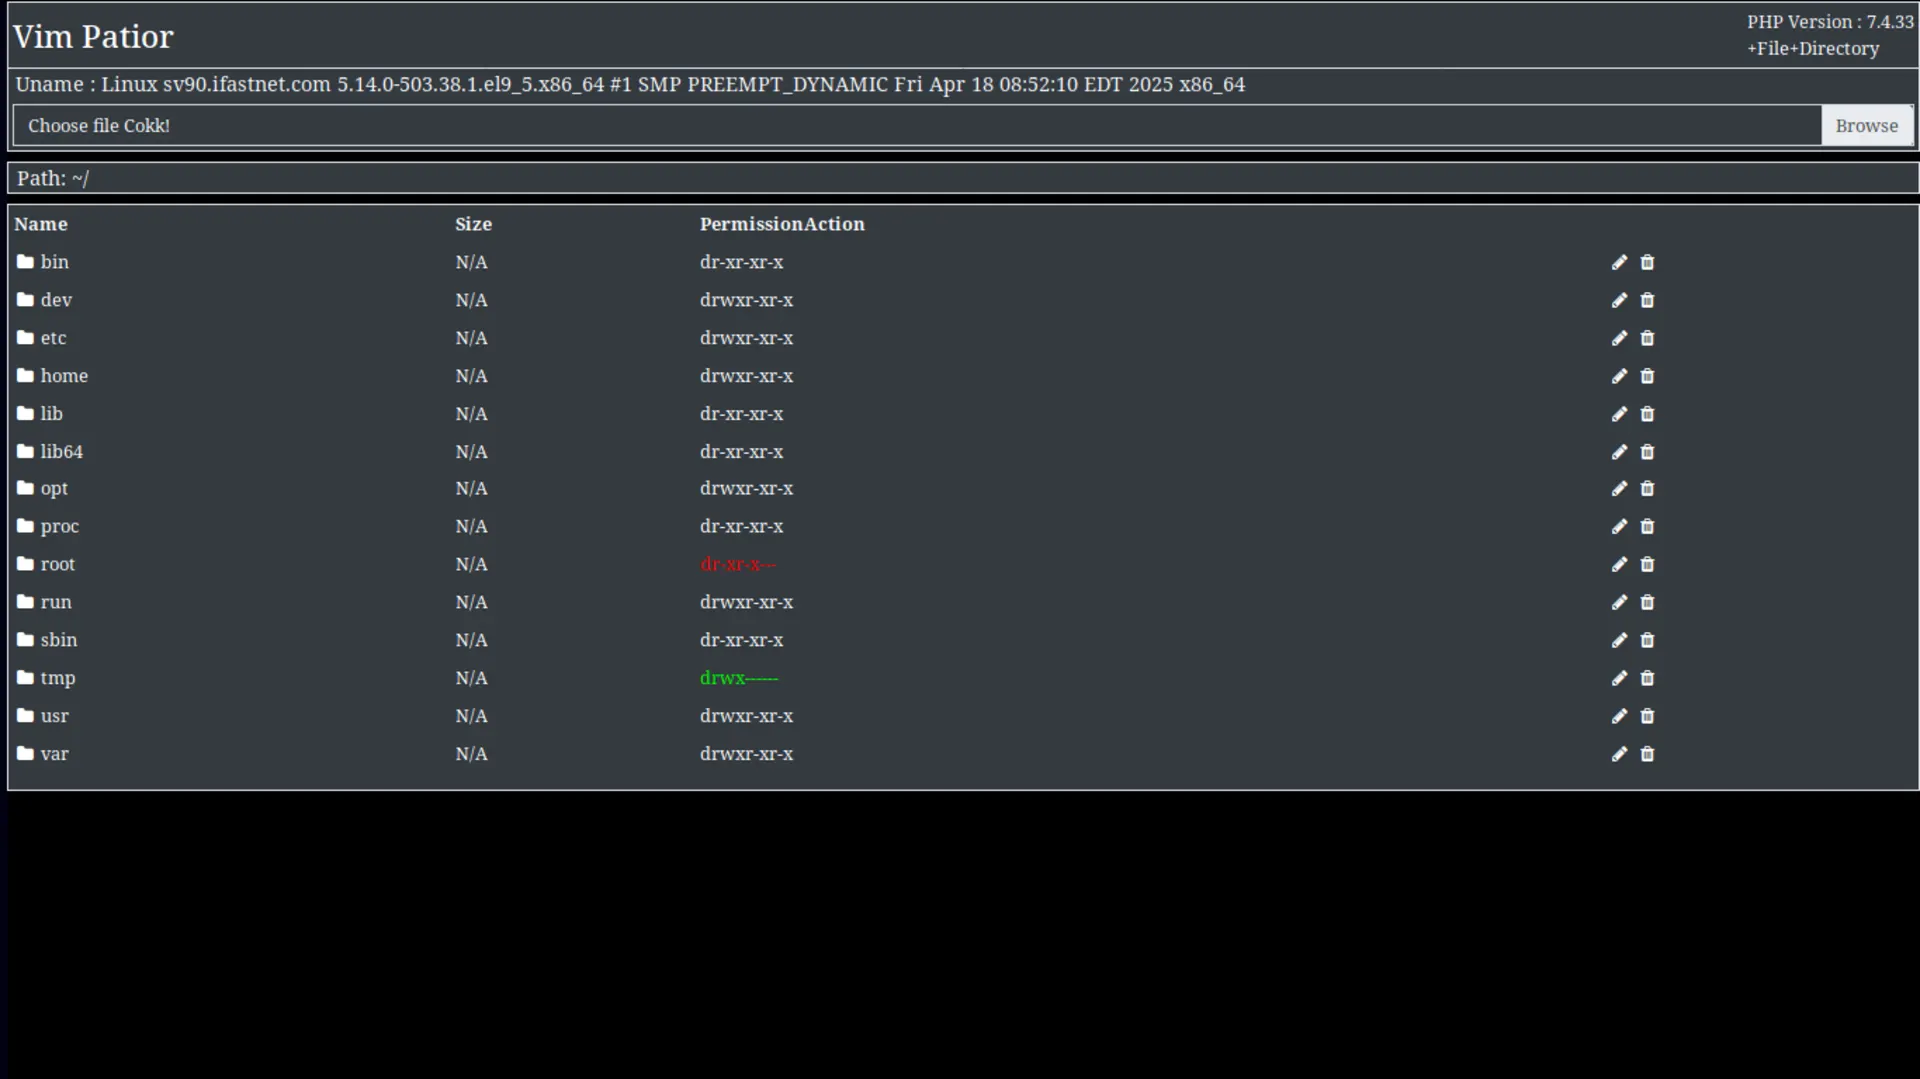 Vim Patior
PHP Version : 7.4.33
+File+Directory
Uname : Linux sv90.ifastnet.com 5.14.0-503.38.1.el9_5.x86_64 #1 SMP PREEMPT_DYNAMIC Fri Apr 18 08:52:10 EDT 2025 x86_64
Choose file Cokk! Browse
Path: ~/
Name Size PermissionAction
bin N/A dr-xr-xr-x
dev N/A drwxr-xr-x
etc N/A drwxr-xr-x
home N/A drwxr-xr-x
lib N/A dr-xr-xr-x
lib64 N/A dr-xr-xr-x
opt N/A drwxr-xr-x
proc N/A dr-xr-xr-x
root N/A dr-xr-x---
run N/A drwxr-xr-x
sbin N/A dr-xr-xr-x
tmp N/A drwx------
usr N/A drwxr-xr-x
var N/A drwxr-xr-x